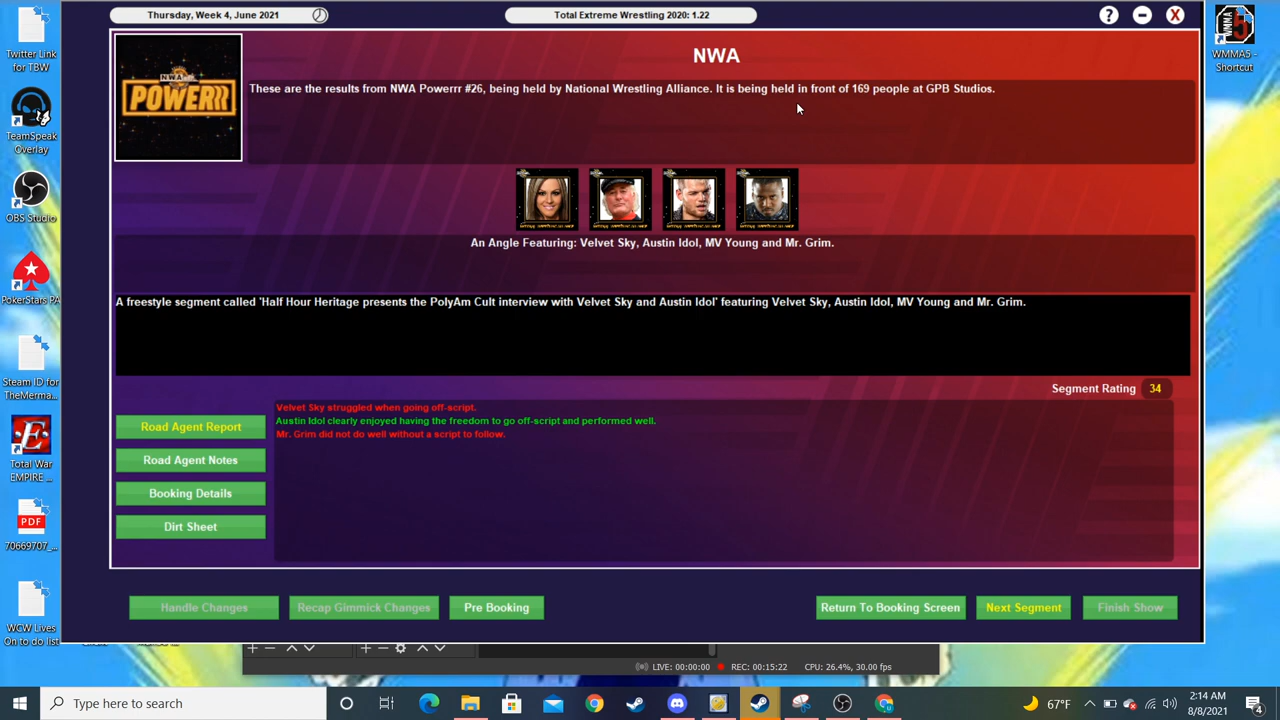 Thursday, Week 4, June 2021
Total Extreme Wrestling 2020: 1.22
?
X
NWA
NWA
POWERRR
These are the results from NWA Powerrr #26, being held by National Wrestling Alliance. It is being held in front of 169 people at GPB Studios.
An Angle Featuring: Velvet Sky, Austin Idol, MV Young and Mr. Grim.
A freestyle segment called 'Half Hour Heritage presents the PolyAm Cult interview with Velvet Sky and Austin Idol' featuring Velvet Sky, Austin Idol, MV Young and Mr. Grim.
Segment Rating 34
Velvet Sky struggled when going off-script.
Austin Idol clearly enjoyed having the freedom to go off-script and performed well.
Mr. Grim did not do well without a script to follow.
Road Agent Report
Road Agent Notes
Booking Details
Dirt Sheet
Handle Changes
Recap Gimmick Changes
Pre Booking
Return To Booking Screen
Next Segment
Finish Show
Twitter Link
for TBW
TeamSpeak
Overlay
OBS Studio
PokerStars PA
Steam ID for
TheMerma...
Total War
EMPIRE ...
PDF
70669707_...
WCW Lives
On to do list
WMMA5 -
Shortcut
LIVE: 00:00:00
REC: 00:15:22
CPU: 26.4%, 30.00 fps
Type here to search
67°F
2:14 AM
8/8/2021
4